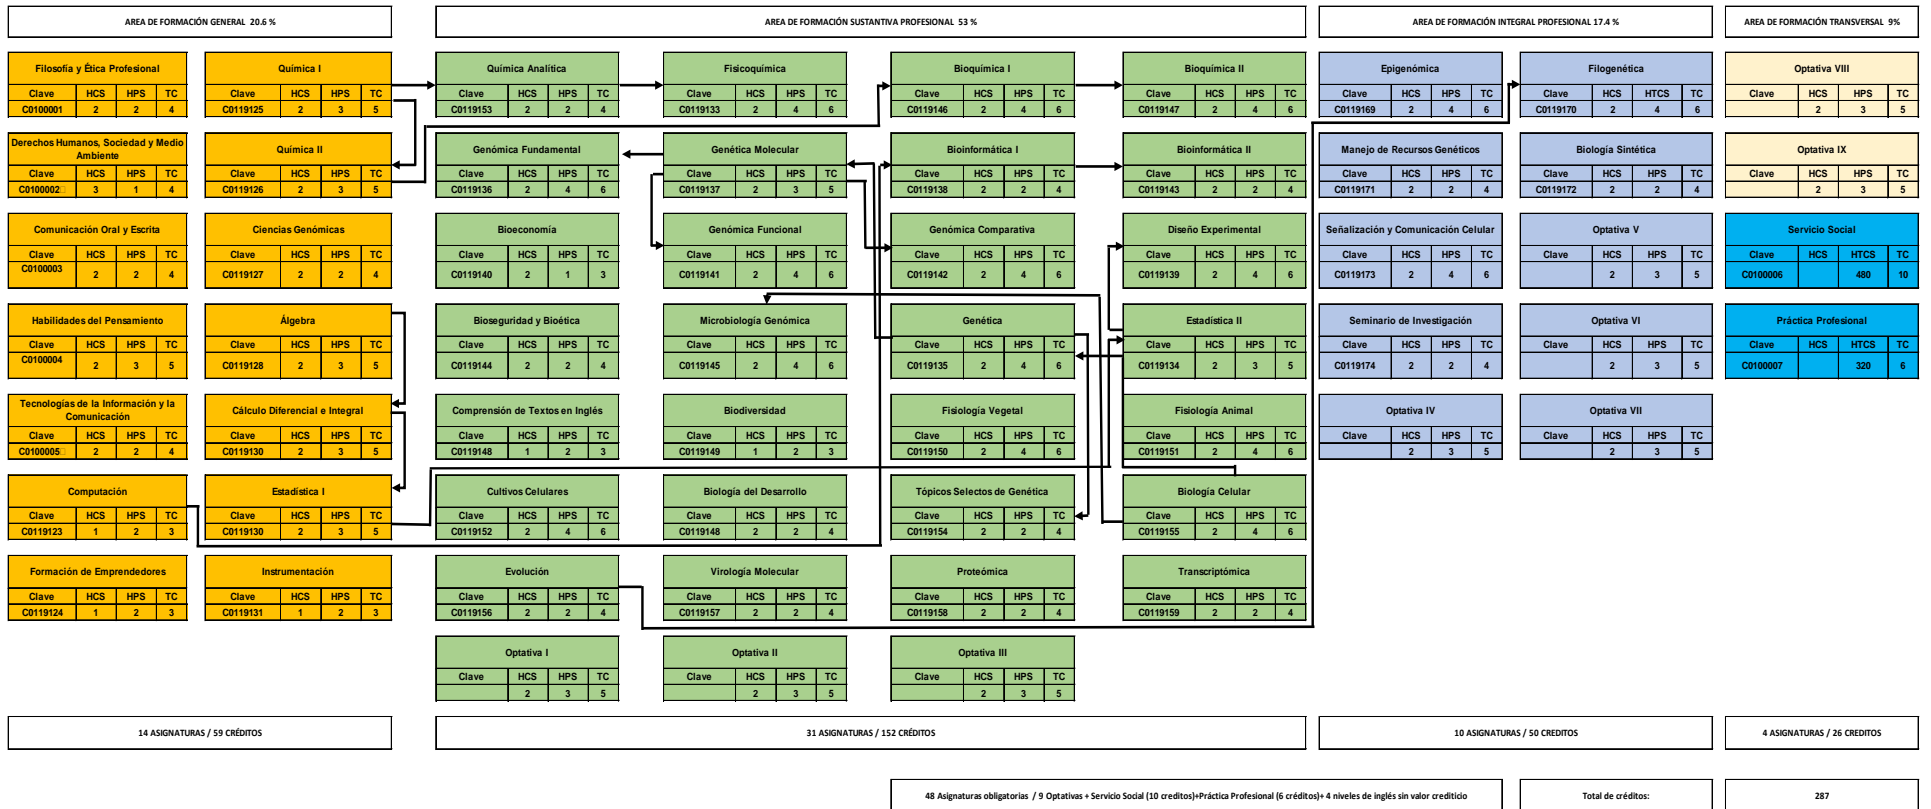 AREA DE FORMACIÓN GENERAL 20.6 %
AREA DE FORMACIÓN SUSTANTIVA PROFESIONAL 53 %
AREA DE FORMACIÓN INTEGRAL PROFESIONAL 17.4 %
AREA DE FORMACIÓN TRANSVERSAL 9%
Filosofía y Ética Profesional
Clave HCS HPS TC
C0100001 2 2 4
Química I
Clave HCS HPS TC
C0119125 2 3 5
Química Analítica
Clave HCS HPS TC
C0119153 2 2 4
Fisicoquímica
Clave HCS HPS TC
C0119133 2 4 6
Bioquímica I
Clave HCS HPS TC
C0119146 2 4 6
Bioquímica II
Clave HCS HPS TC
C0119147 2 4 6
Epigenómica
Clave HCS HPS TC
C0119169 2 4 6
Filogenética
Clave HCS HTCS TC
C0119170 2 4 6
Optativa VIII
Clave HCS HPS TC
2 3 5
Derechos Humanos, Sociedad y Medio
Ambiente
Clave HCS HPS TC
C0100002 3 1 4
Química II
Clave HCS HPS TC
C0119126 2 3 5
Genómica Fundamental
Clave HCS HPS TC
C0119136 2 4 6
Genética Molecular
Clave HCS HPS TC
C0119137 2 3 5
Bioinformática I
Clave HCS HPS TC
C0119138 2 2 4
Bioinformática II
Clave HCS HPS TC
C0119143 2 2 4
Manejo de Recursos Genéticos
Clave HCS HPS TC
C0119171 2 2 4
Biología Sintética
Clave HCS HPS TC
C0119172 2 2 4
Optativa IX
Clave HCS HPS TC
2 3 5
Comunicación Oral y Escrita
Clave HCS HPS TC
C0100003 2 2 4
Ciencias Genómicas
Clave HCS HPS TC
C0119127 2 2 4
Bioeconomía
Clave HCS HPS TC
C0119140 2 1 3
Genómica Funcional
Clave HCS HPS TC
C0119141 2 4 6
Genómica Comparativa
Clave HCS HPS TC
C0119142 2 4 6
Diseño Experimental
Clave HCS HPS TC
C0119139 2 4 6
Señalización y Comunicación Celular
Clave HCS HPS TC
C0119173 2 4 6
Optativa V
Clave HCS HPS TC
2 3 5
Servicio Social
Clave HCS HTCS TC
C0100006 480 10
Habilidades del Pensamiento
Clave HCS HPS TC
C0100004 2 3 5
Álgebra
Clave HCS HPS TC
C0119128 2 3 5
Bioseguridad y Bioética
Clave HCS HPS TC
C0119144 2 2 4
Microbiología Genómica
Clave HCS HPS TC
C0119145 2 4 6
Genética
Clave HCS HPS TC
C0119135 2 4 6
Estadística II
Clave HCS HPS TC
C0119134 2 3 5
Seminario de Investigación
Clave HCS HPS TC
C0119174 2 2 4
Optativa VI
Clave HCS HPS TC
2 3 5
Práctica Profesional
Clave HCS HTCS TC
C0100007 320 6
Tecnologías de la Información y la
Comunicación
Clave HCS HPS TC
C0100005 2 2 4
Cálculo Diferencial e Integral
Clave HCS HPS TC
C0119130 2 3 5
Comprensión de Textos en Inglés
Clave HCS HPS TC
C0119148 1 2 3
Biodiversidad
Clave HCS HPS TC
C0119149 1 2 3
Fisiología Vegetal
Clave HCS HPS TC
C0119150 2 4 6
Fisiología Animal
Clave HCS HPS TC
C0119151 2 4 6
Optativa IV
Clave HCS HPS TC
2 3 5
Optativa VII
Clave HCS HPS TC
2 3 5
Computación
Clave HCS HPS TC
C0119123 1 2 3
Estadística I
Clave HCS HPS TC
C0119130 2 3 5
Cultivos Celulares
Clave HCS HPS TC
C0119152 2 4 6
Biología del Desarrollo
Clave HCS HPS TC
C0119148 2 2 4
Tópicos Selectos de Genética
Clave HCS HPS TC
C0119154 2 2 4
Biología Celular
Clave HCS HPS TC
C0119155 2 4 6
Formación de Emprendedores
Clave HCS HPS TC
C0119124 1 2 3
Instrumentación
Clave HCS HPS TC
C0119131 1 2 3
Evolución
Clave HCS HPS TC
C0119156 2 2 4
Virología Molecular
Clave HCS HPS TC
C0119157 2 2 4
Proteómica
Clave HCS HPS TC
C0119158 2 2 4
Transcriptómica
Clave HCS HPS TC
C0119159 2 2 4
Optativa I
Clave HCS HPS TC
2 3 5
Optativa II
Clave HCS HPS TC
2 3 5
Optativa III
Clave HCS HPS TC
2 3 5
14 ASIGNATURAS / 59 CRÉDITOS
31 ASIGNATURAS / 152 CRÉDITOS
10 ASIGNATURAS / 50 CREDITOS
4 ASIGNATURAS / 26 CREDITOS
48 Asignaturas obligatorias / 9 Optativas + Servicio Social (10 creditos)+Práctica Profesional (6 créditos)+ 4 niveles de inglés sin valor crediticio
Total de créditos:
287